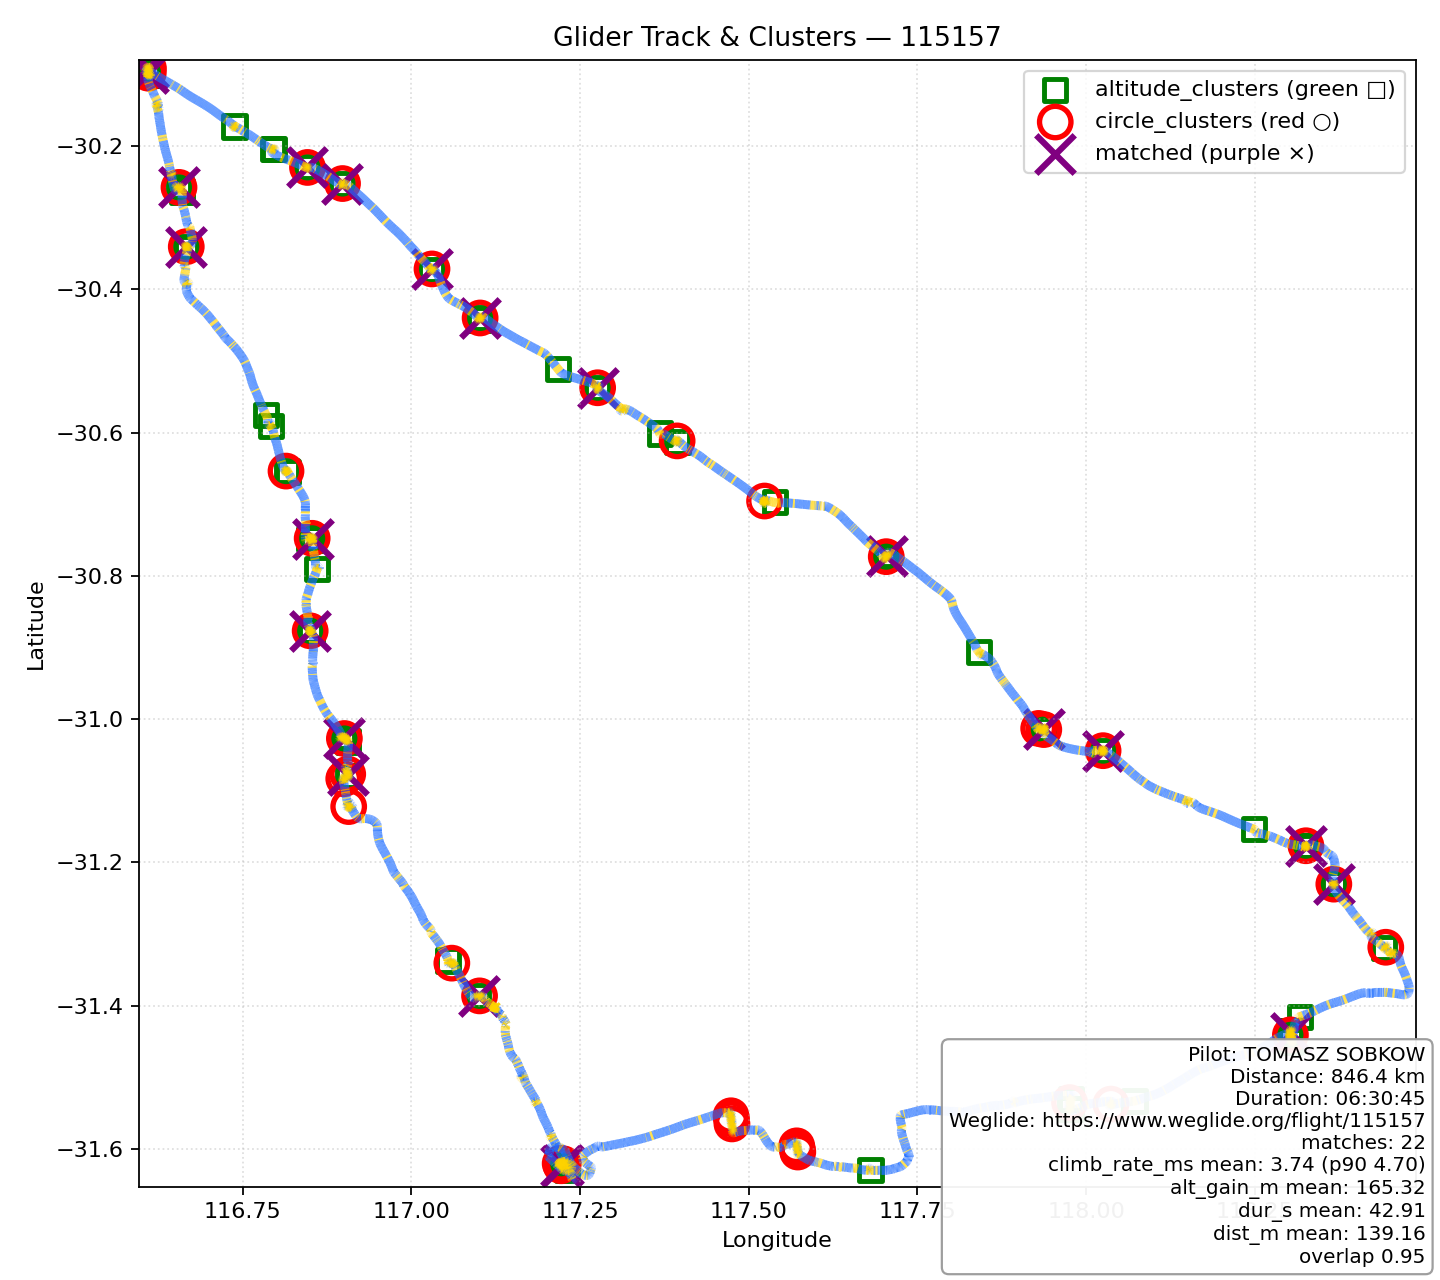 Glider Track & Clusters — 115157
altitude_clusters (green □)
circle_clusters (red ○)
matched (purple ×)
−30.2
−30.4
−30.6
−30.8
−31.0
−31.2
−31.4
−31.6
Latitude
116.75
117.00
117.25
117.50
117.75
118.00
Longitude
Pilot: TOMASZ SOBKOW
Distance: 846.4 km
Duration: 06:30:45
Weglide: https://www.weglide.org/flight/115157
matches: 22
climb_rate_ms mean: 3.74 (p90 4.70)
alt_gain_m mean: 165.32
dur_s mean: 42.91
dist_m mean: 139.16
overlap 0.95